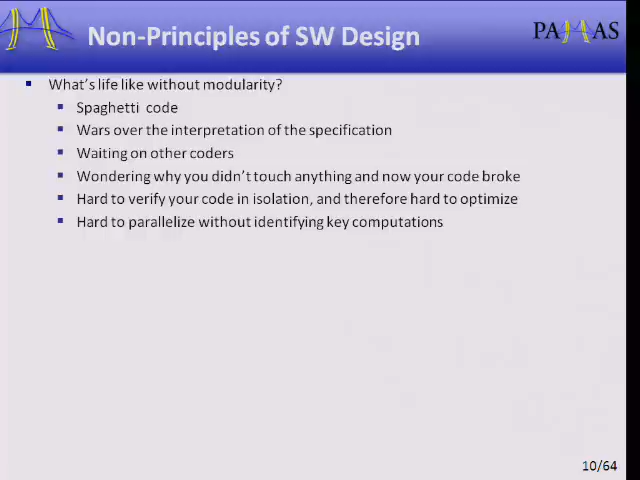 Non-Principles of SW Design
What's life like without modularity?
Spaghetti code
Wars over the interpretation of the specification
Waiting on other coders
Wondering why you didn't touch anything and now your code broke
Hard to verify your code in isolation, and therefore hard to optimize
Hard to parallelize without identifying key computations
10/64